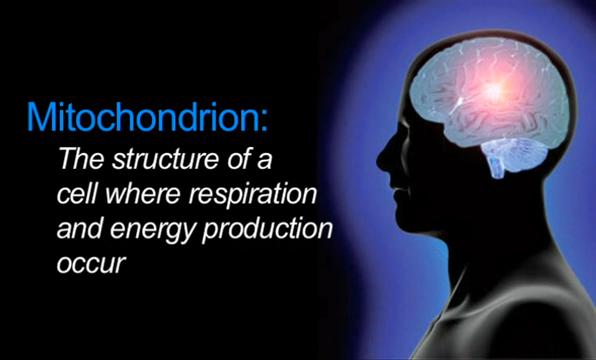 Mitochondrion:
The structure of a
cell where respiration
and energy production
occur